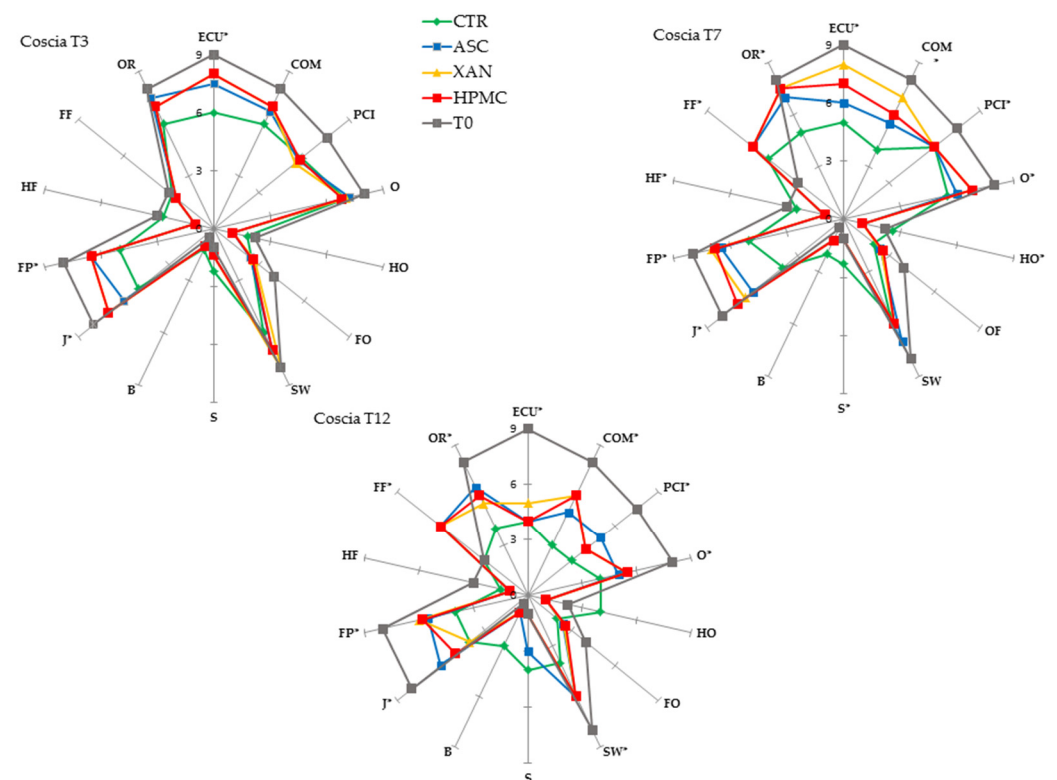 Coscia T3
ECU*
COM
PCI
O
HO
FO
SW
S
B
J*
FP*
HF
FF
OR
9
6
3
0
CTR
ASC
XAN
HPMC
T0
Coscia T7
ECU*
COM
*
PCI*
O*
HO*
OF
SW
S*
B
J*
FP*
HF*
FF*
OR*
9
6
3
0
Coscia T12
ECU*
COM*
PCI*
O*
HO
FO
SW*
S
B
J*
FP*
HF
FF*
OR*
9
6
3
0